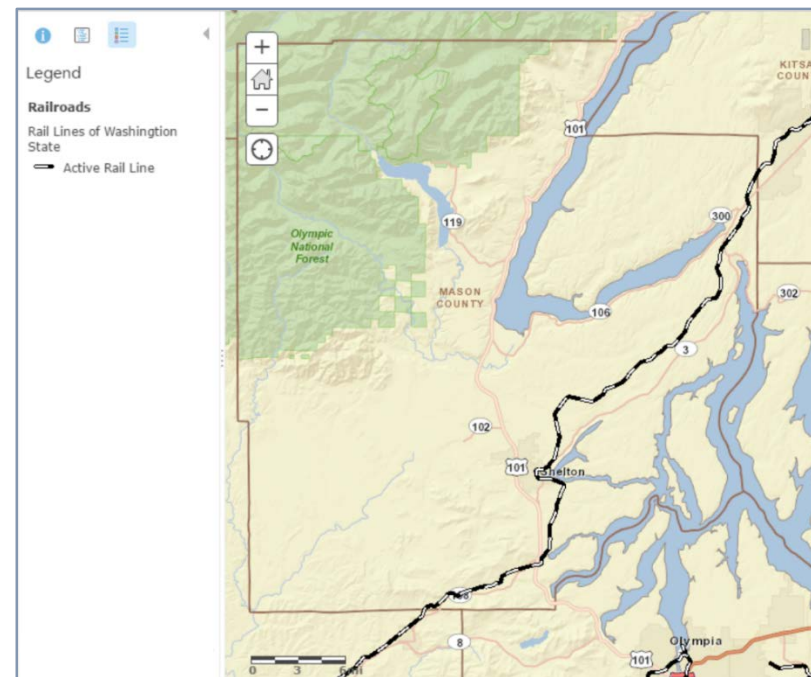 Legend
Railroads
Rail Lines of Washington
State
Active Rail Line
KITSA
COUN
101
119
300
Olympic
National
Forest
MASON
COUNTY
302
106
3
102
101
Shelton
8
Olympia
101
0 3